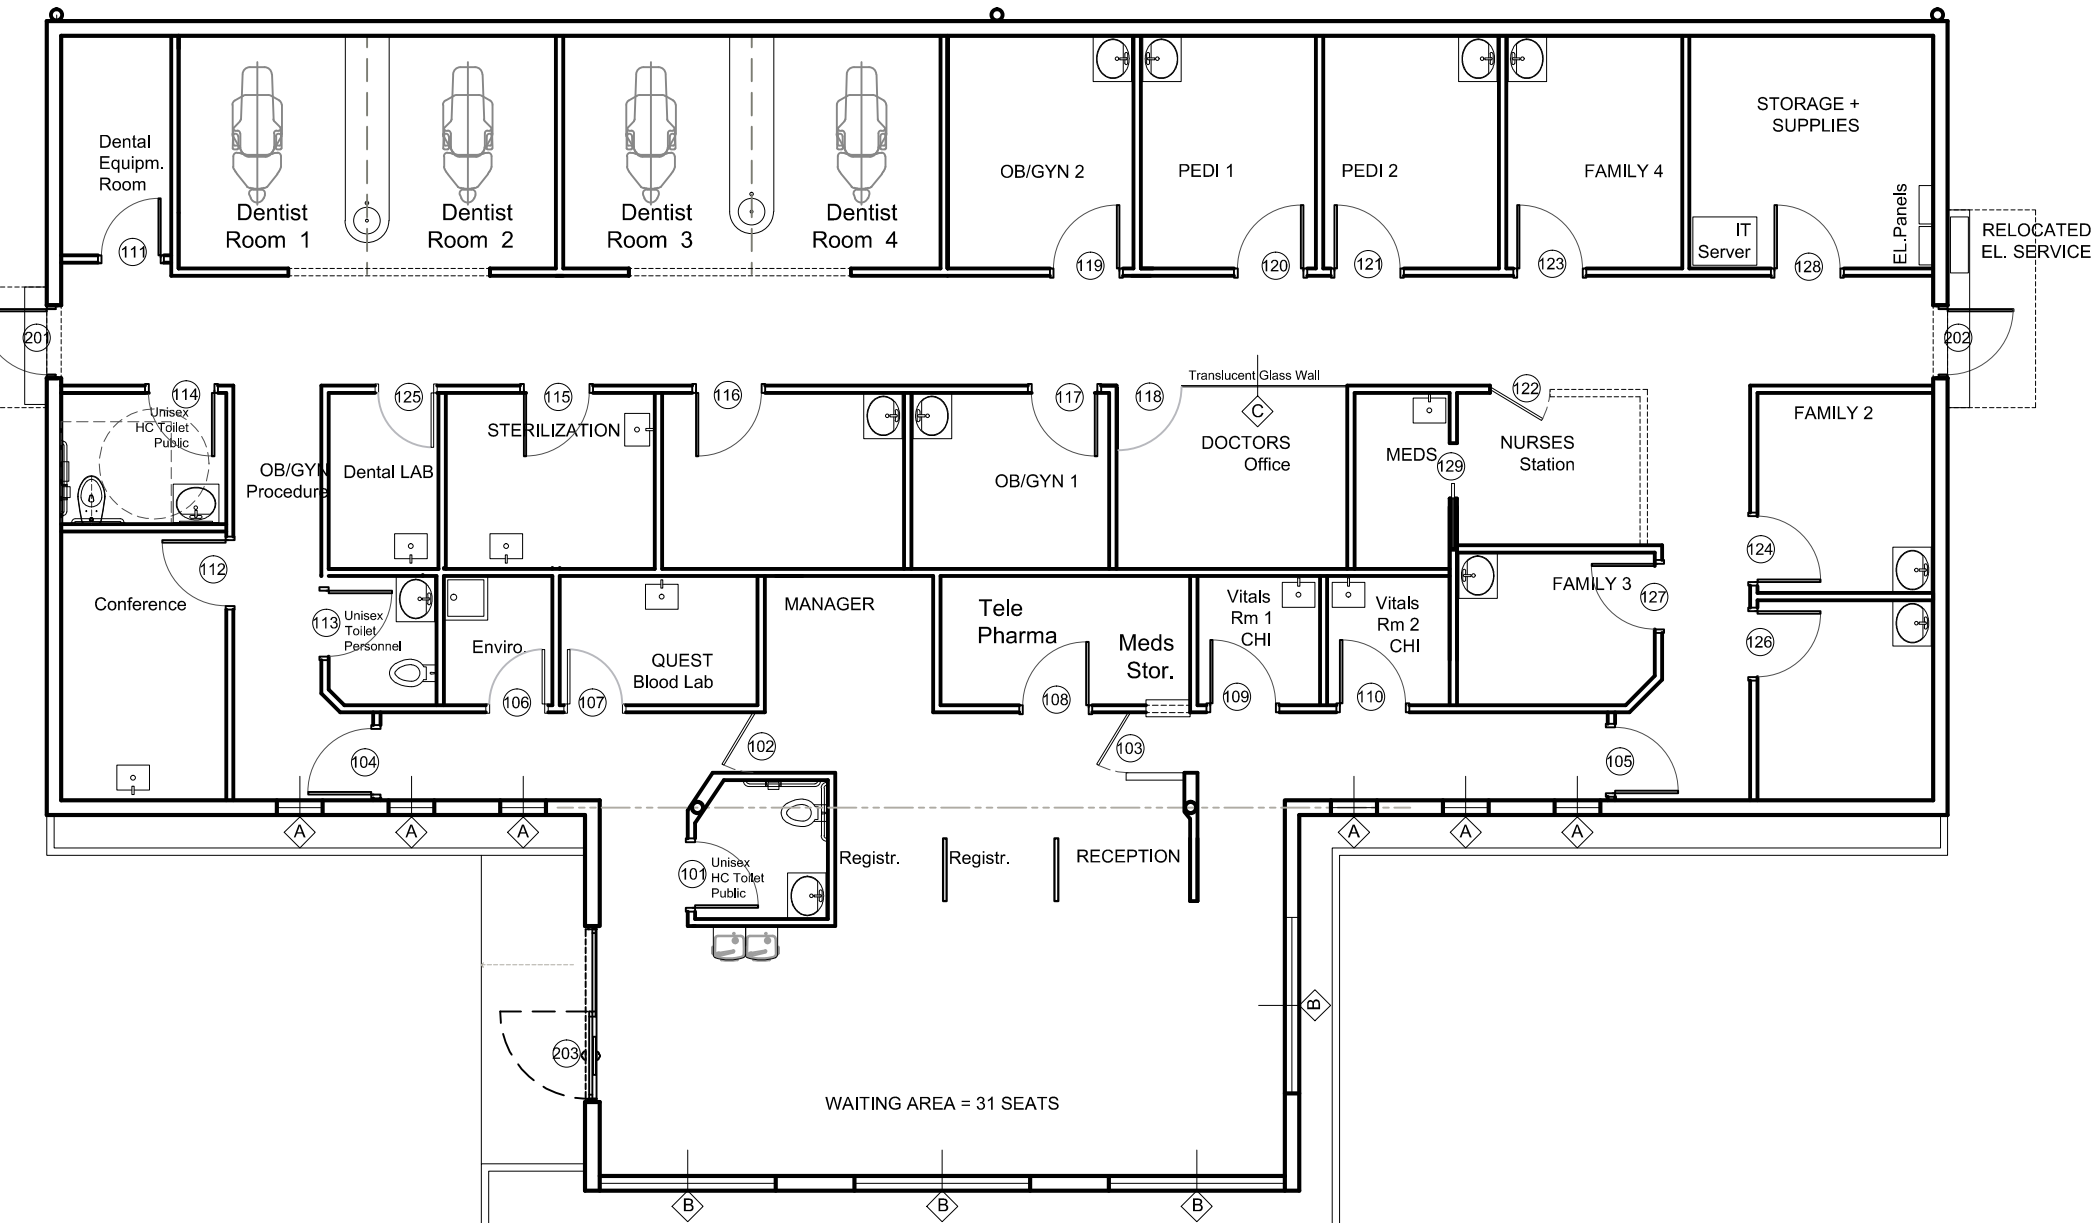 Dental
Equipm.
Room
Dentist
Room 1
Dentist
Room 2
Dentist
Room 3
Dentist
Room 4
OB/GYN 2
PEDI 1
PEDI 2
FAMILY 4
STORAGE +
SUPPLIES
IT
Server
EL.Panels
RELOCATED
EL. SERVICE
111
119
120
121
123
128
201
202
114
125
115
116
117
118
Translucent Glass Wall
C
122
Unisex
HC Toilet
Public
OB/GYN
Procedure
Dental LAB
STERILIZATION
OB/GYN 1
DOCTORS
Office
MEDS
129
NURSES
Station
FAMILY 2
124
112
Conference
113
Unisex
Toilet
Personnel
Enviro.
QUEST
Blood Lab
MANAGER
Tele
Pharma
Meds
Stor.
Vitals
Rm 1
CHI
Vitals
Rm 2
CHI
FAMILY 3
127
126
106
107
108
109
110
104
102
103
105
A
A
A
A
A
A
101
Unisex
HC Toilet
Public
Registr.
Registr.
RECEPTION
203
B
WAITING AREA = 31 SEATS
B
B
B